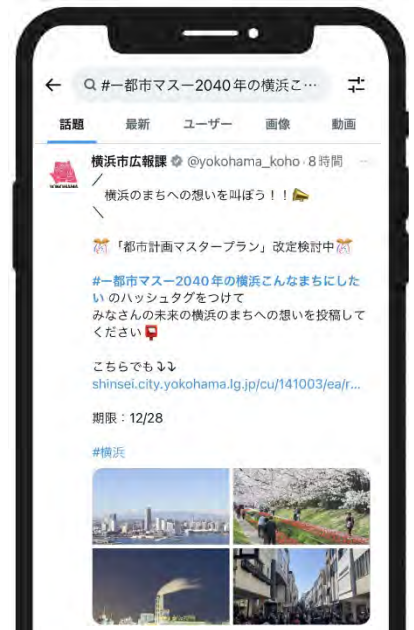 #一都市マスー2040年の横浜こ…
話題 最新 ユーザー 画像 動画
横浜市広報課 @yokohama_koho · 8時間
／
横浜のまちへの想いを叫ぼう！！📣
＼
🎊「都市計画マスタープラン」改定検討中🎊
#一都市マスー2040年の横浜こんなまちにした
い のハッシュタグをつけて
みなさんの未来の横浜のまちへの想いを投稿して
ください📮
こちらでも⤵⤵
shinsei.city.yokohama.lg.jp/cu/141003/ea/r...
期限：12/28
#横浜